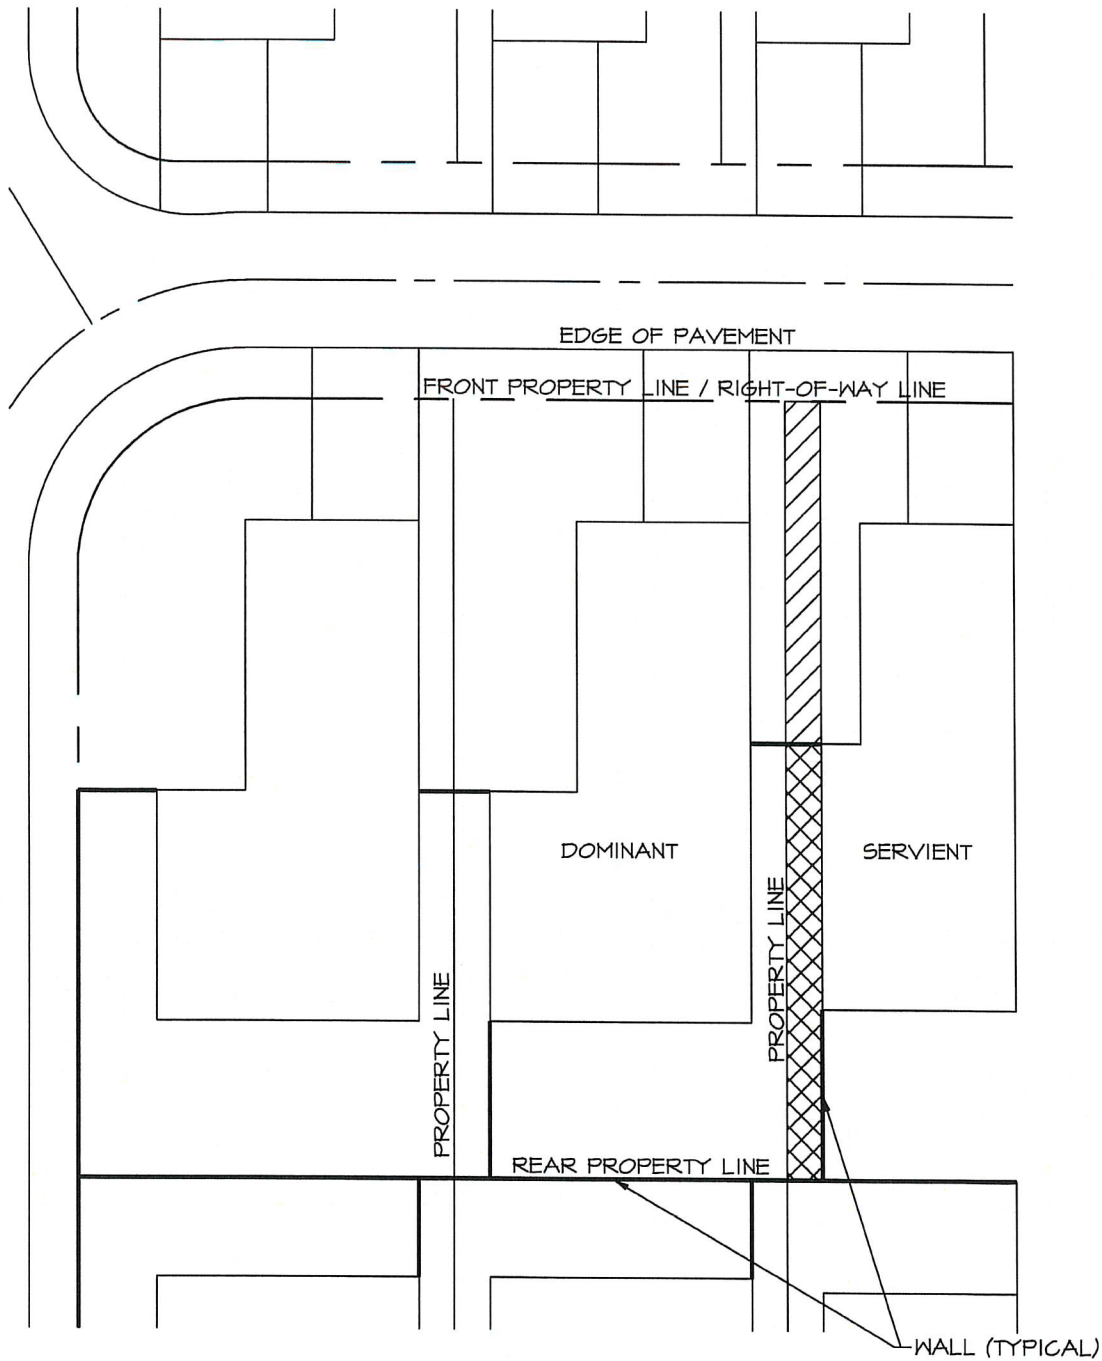 EDGE OF PAVEMENT
FRONT PROPERTY LINE / RIGHT-OF-WAY LINE
DOMINANT
SERVIENT
PROPERTY LINE
PROPERTY LINE
REAR PROPERTY LINE
WALL (TYPICAL)